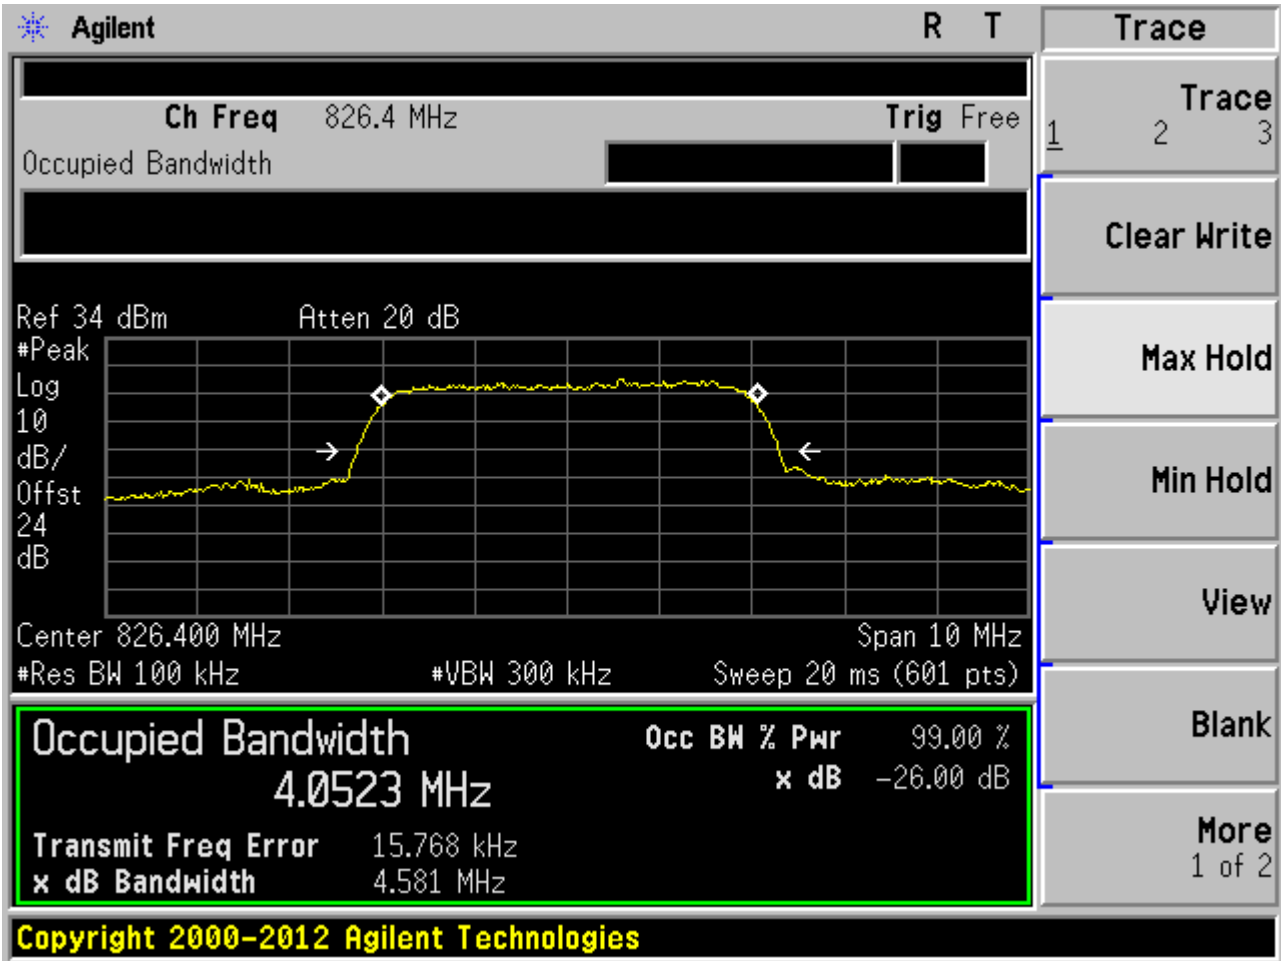 Agilent
R T
Trace
Ch Freq 826.4 MHz
Trig Free
Occupied Bandwidth
Ref 34 dBm
Atten 20 dB
#Peak
Log
10
dB/
Offst
24
dB
Center 826.400 MHz
Span 10 MHz
#Res BW 100 kHz
#VBW 300 kHz
Sweep 20 ms (601 pts)
Occupied Bandwidth
4.0523 MHz
Occ BW % Pwr 99.00 %
x dB -26.00 dB
Transmit Freq Error 15.768 kHz
x dB Bandwidth 4.581 MHz
Trace
1 2 3
Clear Write
Max Hold
Min Hold
View
Blank
More
1 of 2
Copyright 2000-2012 Agilent Technologies